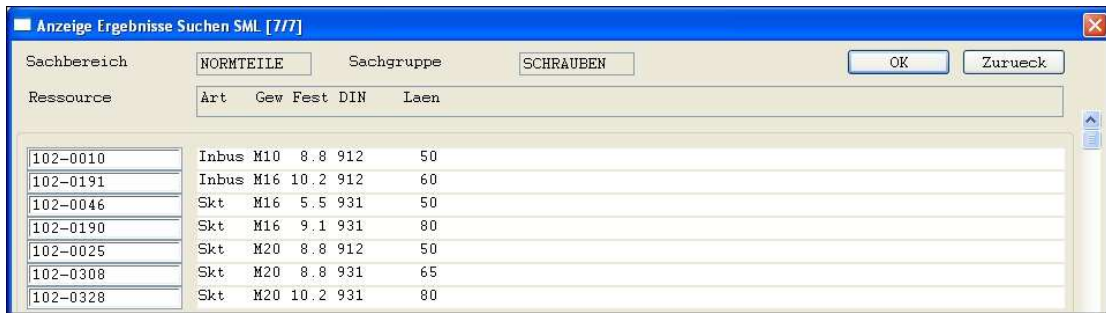 Anzeige Ergebnisse Suchen SML [7/7]
Sachbereich NORMTEILE Sachgruppe SCHRAUBEN OK Zurueck
Ressource Art Gew Fest DIN Laen
102-0010 Inbus M10 8.8 912 50
102-0191 Inbus M16 10.2 912 60
102-0046 Skt M16 5.5 931 50
102-0190 Skt M16 9.1 931 80
102-0025 Skt M20 8.8 912 50
102-0308 Skt M20 8.8 931 65
102-0328 Skt M20 10.2 931 80